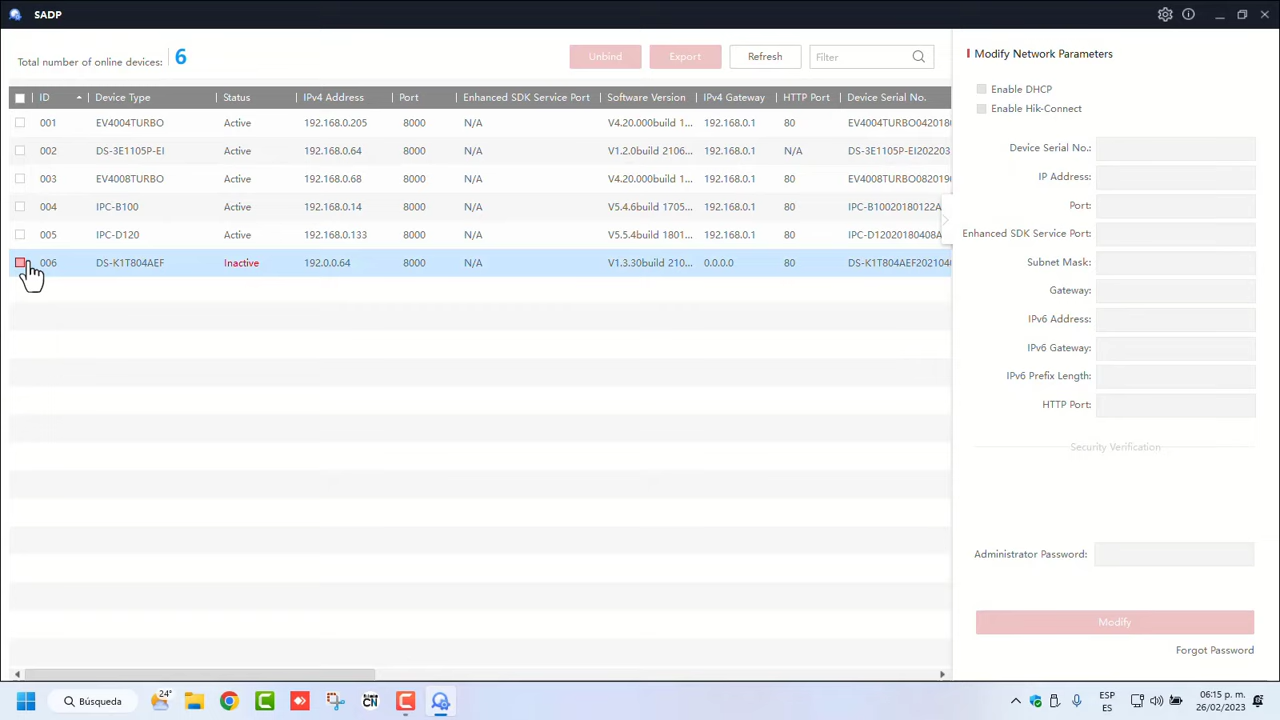 SADP
Total number of online devices: 6
Unbind Export Refresh Filter
ID Device Type Status IPv4 Address Port Enhanced SDK Service Port Software Version IPv4 Gateway HTTP Port Device Serial No.
001 EV4004TURBO Active 192.168.0.205 8000 N/A V4.20.000build 1... 192.168.0.1 80 EV4004TURBO0420180
002 DS-3E1105P-EI Active 192.168.0.64 8000 N/A V1.2.0build 2106... 192.168.0.1 N/A DS-3E1105P-EI202203
003 EV4008TURBO Active 192.168.0.68 8000 N/A V4.20.000build 1... 192.168.0.1 80 EV4008TURBO0820190
004 IPC-B100 Active 192.168.0.14 8000 N/A V5.4.6build 1705... 192.168.0.1 80 IPC-B10020180122A
005 IPC-D120 Active 192.168.0.133 8000 N/A V5.5.4build 1801... 192.168.0.1 80 IPC-D12020180408A
006 DS-K1T804AEF Inactive 192.0.0.64 8000 N/A V1.3.30build 210... 0.0.0.0 80 DS-K1T804AEF202104
Modify Network Parameters
Enable DHCP
Enable Hik-Connect
Device Serial No.:
IP Address:
Port:
Enhanced SDK Service Port:
Subnet Mask:
Gateway:
IPv6 Address:
IPv6 Gateway:
IPv6 Prefix Length:
HTTP Port:
Security Verification
Administrator Password:
Modify
Forgot Password
Búsqueda
24°
CN
ESP
ES
06:15 p. m.
26/02/2023